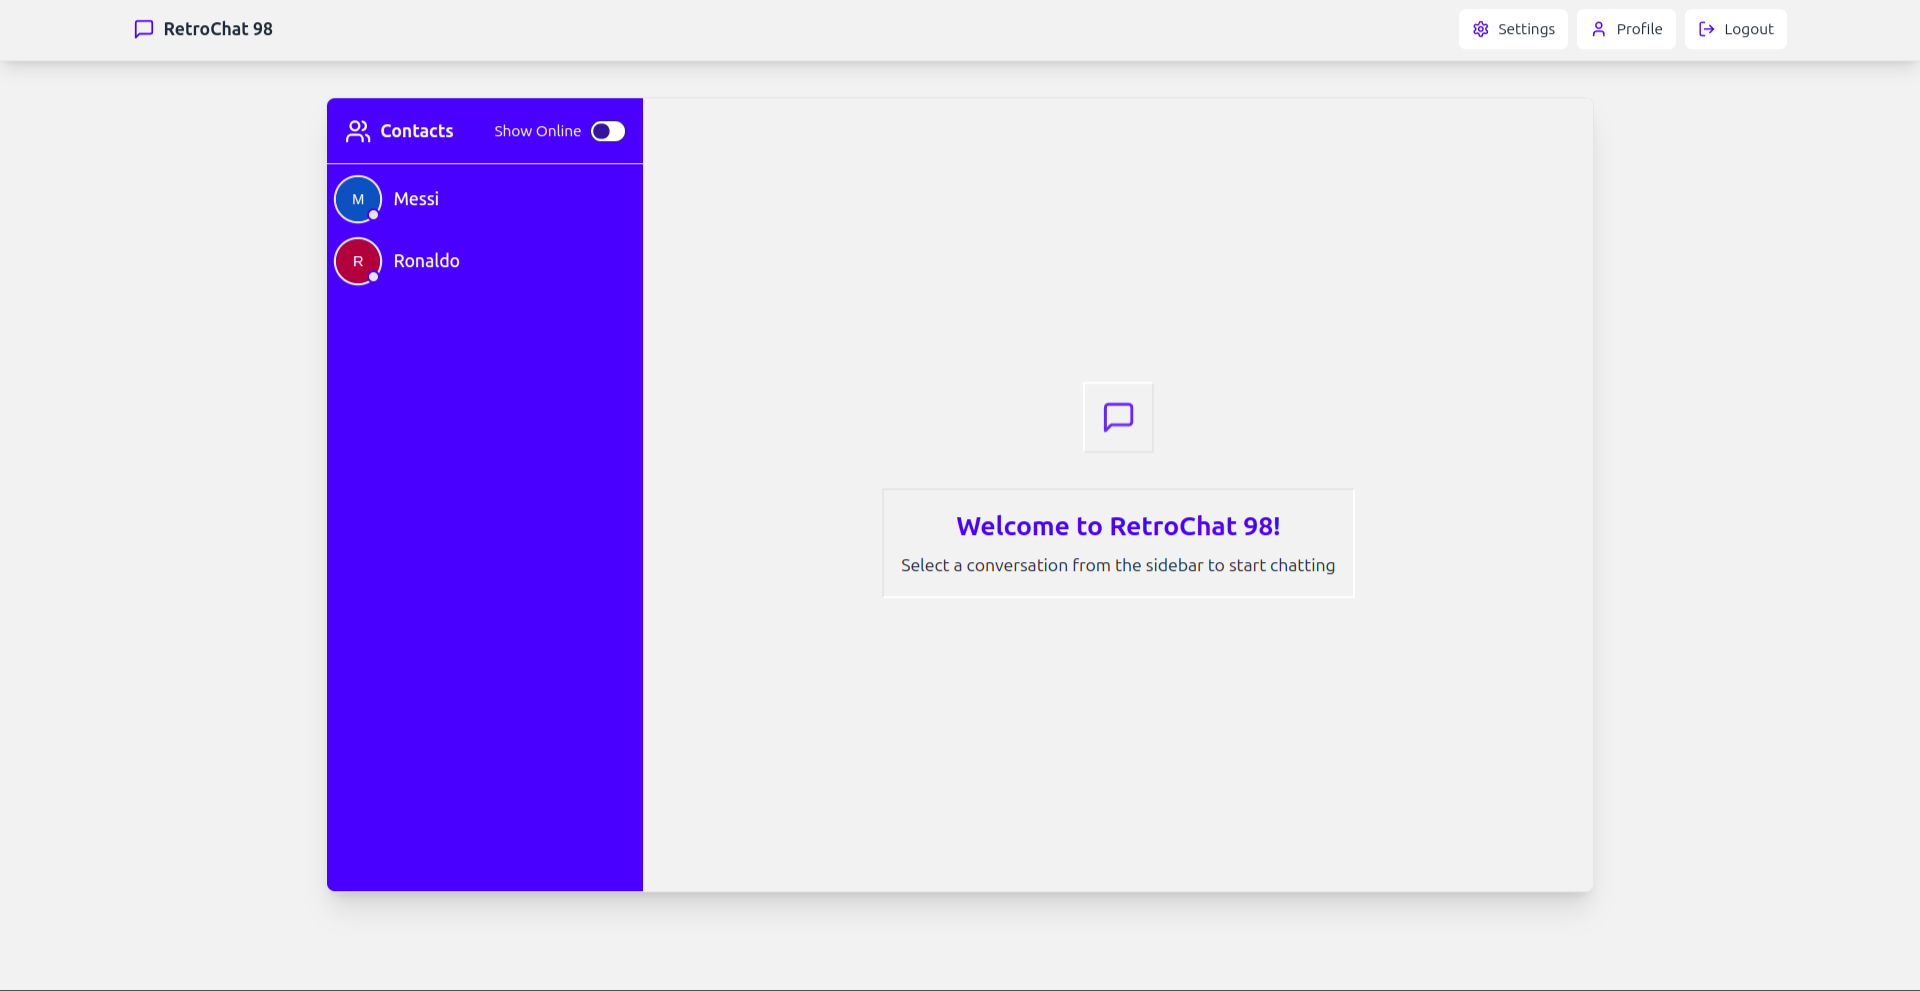 RetroChat 98
Settings
Profile
Logout
Contacts
Show Online
M
Messi
R
Ronaldo
Welcome to RetroChat 98!
Select a conversation from the sidebar to start chatting